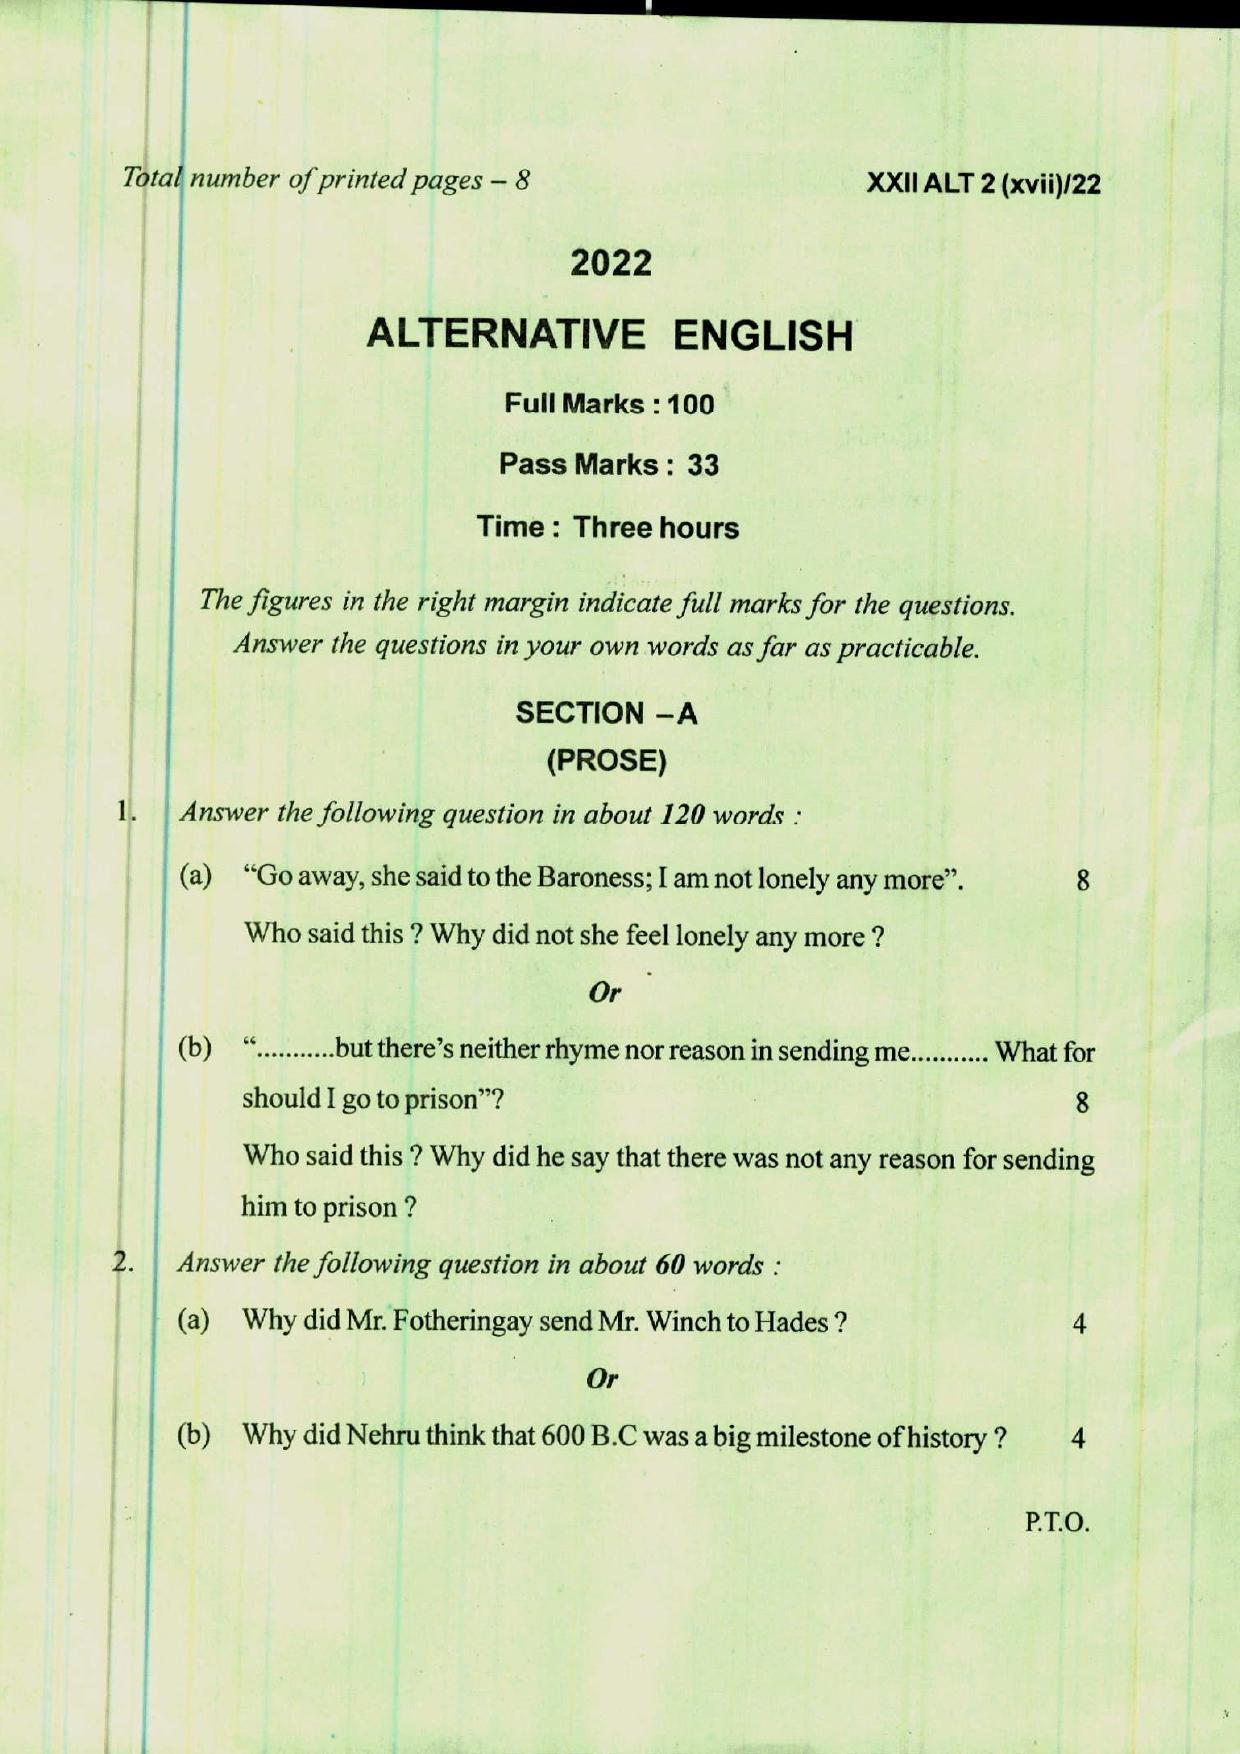 Total number of printed pages – 8 XXII ALT 2 (xvii)/22
2022
ALTERNATIVE ENGLISH
Full Marks : 100
Pass Marks : 33
Time : Three hours
The figures in the right margin indicate full marks for the questions.
Answer the questions in your own words as far as practicable.
SECTION – A
(PROSE)
1. Answer the following question in about 120 words :
(a) “Go away, she said to the Baroness; I am not lonely any more”. 8
Who said this ? Why did not she feel lonely any more ?
Or
(b) “...........but there’s neither rhyme nor reason in sending me........... What for
should I go to prison”? 8
Who said this ? Why did he say that there was not any reason for sending
him to prison ?
2. Answer the following question in about 60 words :
(a) Why did Mr. Fotheringay send Mr. Winch to Hades ? 4
Or
(b) Why did Nehru think that 600 B.C was a big milestone of history ? 4
P.T.O.